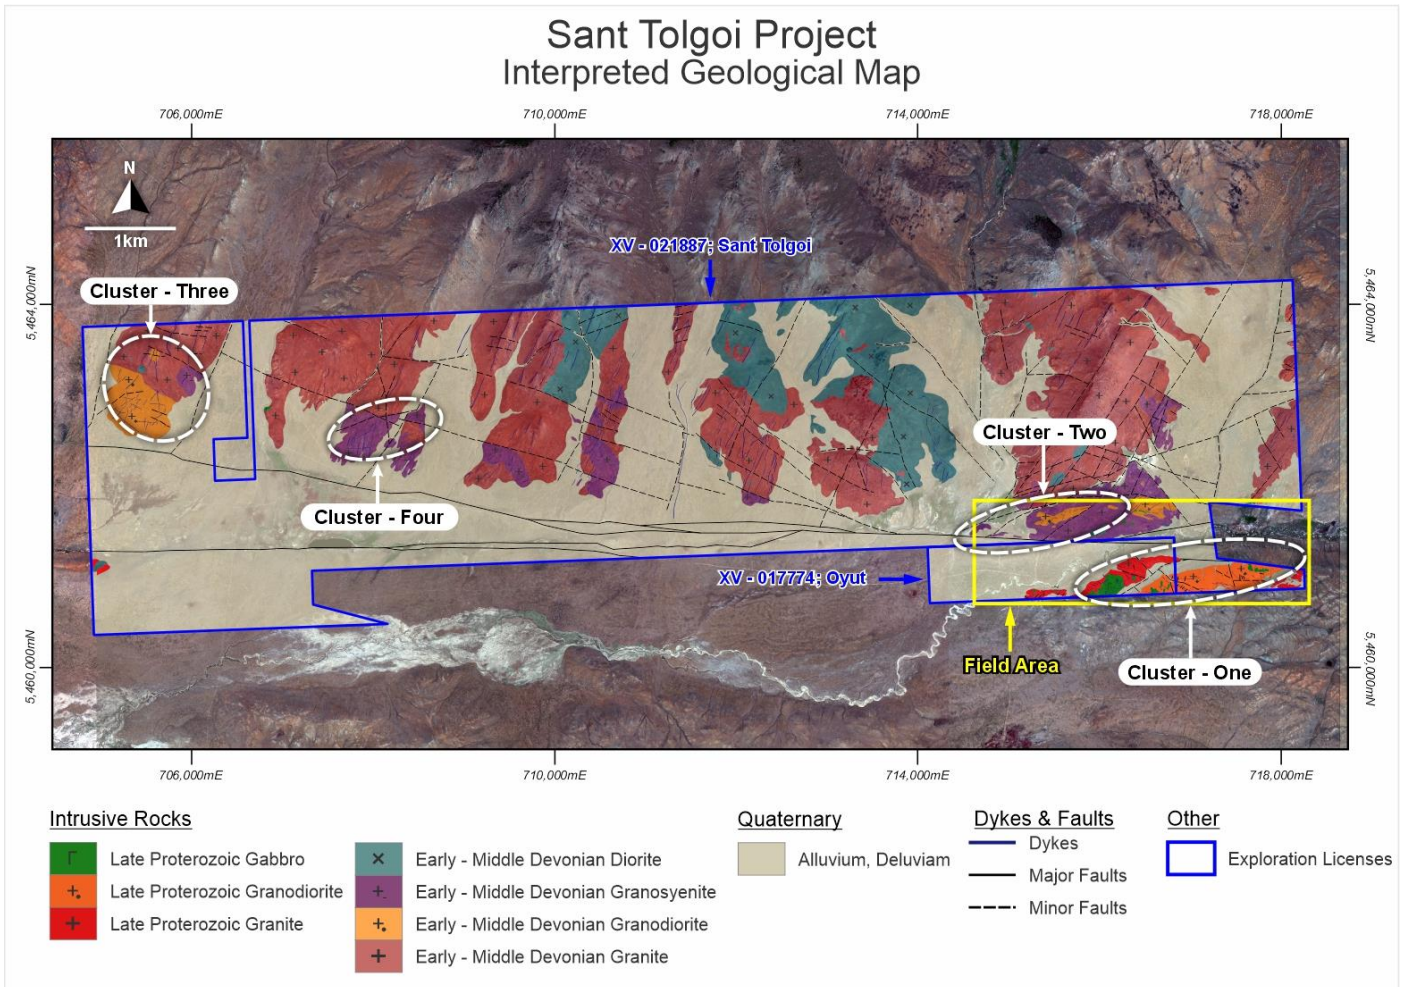 Sant Tolgoi Project
Interpreted Geological Map
706,000mE
710,000mE
714,000mE
718,000mE
N
1km
XV - 021887; Sant Tolgoi
Cluster - Three
5,464,000mN
5,464,000mN
Cluster - Two
Cluster - Four
XV - 017774; Oyut
Field Area
Cluster - One
5,460,000mN
5,460,000mN
706,000mE
710,000mE
714,000mE
718,000mE
Intrusive Rocks
Late Proterozoic Gabbro
Late Proterozoic Granodiorite
Late Proterozoic Granite
Early - Middle Devonian Diorite
Early - Middle Devonian Granosyenite
Early - Middle Devonian Granodiorite
Early - Middle Devonian Granite
Quaternary
Alluvium, Deluviam
Dykes & Faults
Dykes
Major Faults
Minor Faults
Other
Exploration Licenses